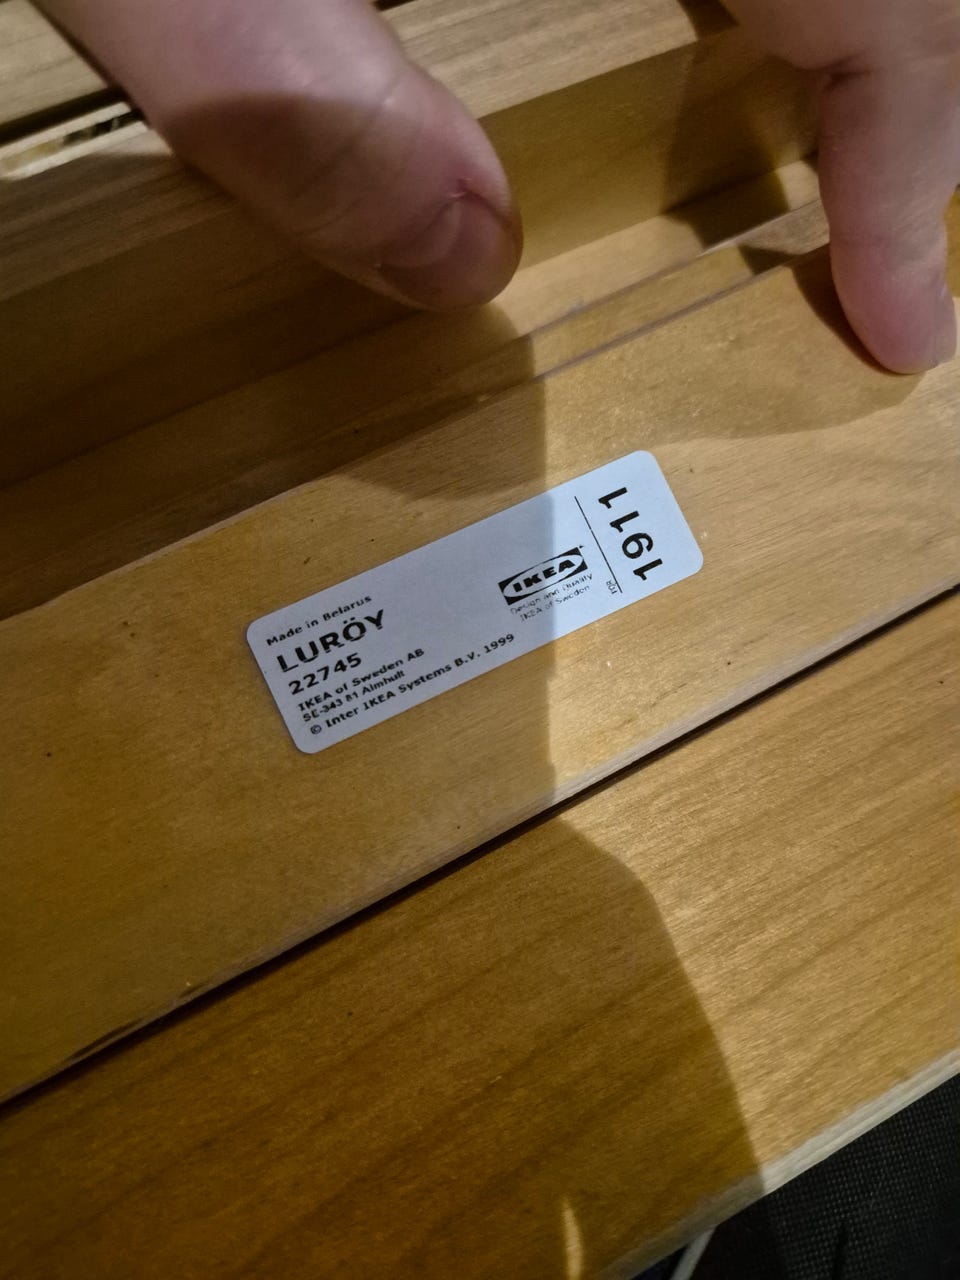 Made in Belarus
LURÖY
22745
IKEA of Sweden AB
SE-343 81 Älmhult
© Inter IKEA Systems B.V. 1999
IKEA
Design and Quality
IKEA of Sweden
1911